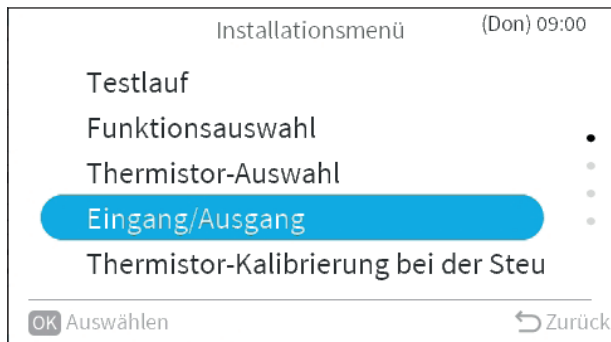 Installationsmenü (Don) 09:00
Testlauf
Funktionsauswahl
Thermistor-Auswahl
Eingang/Ausgang
Thermistor-Kalibrierung bei der Steu
OK Auswählen Zurück